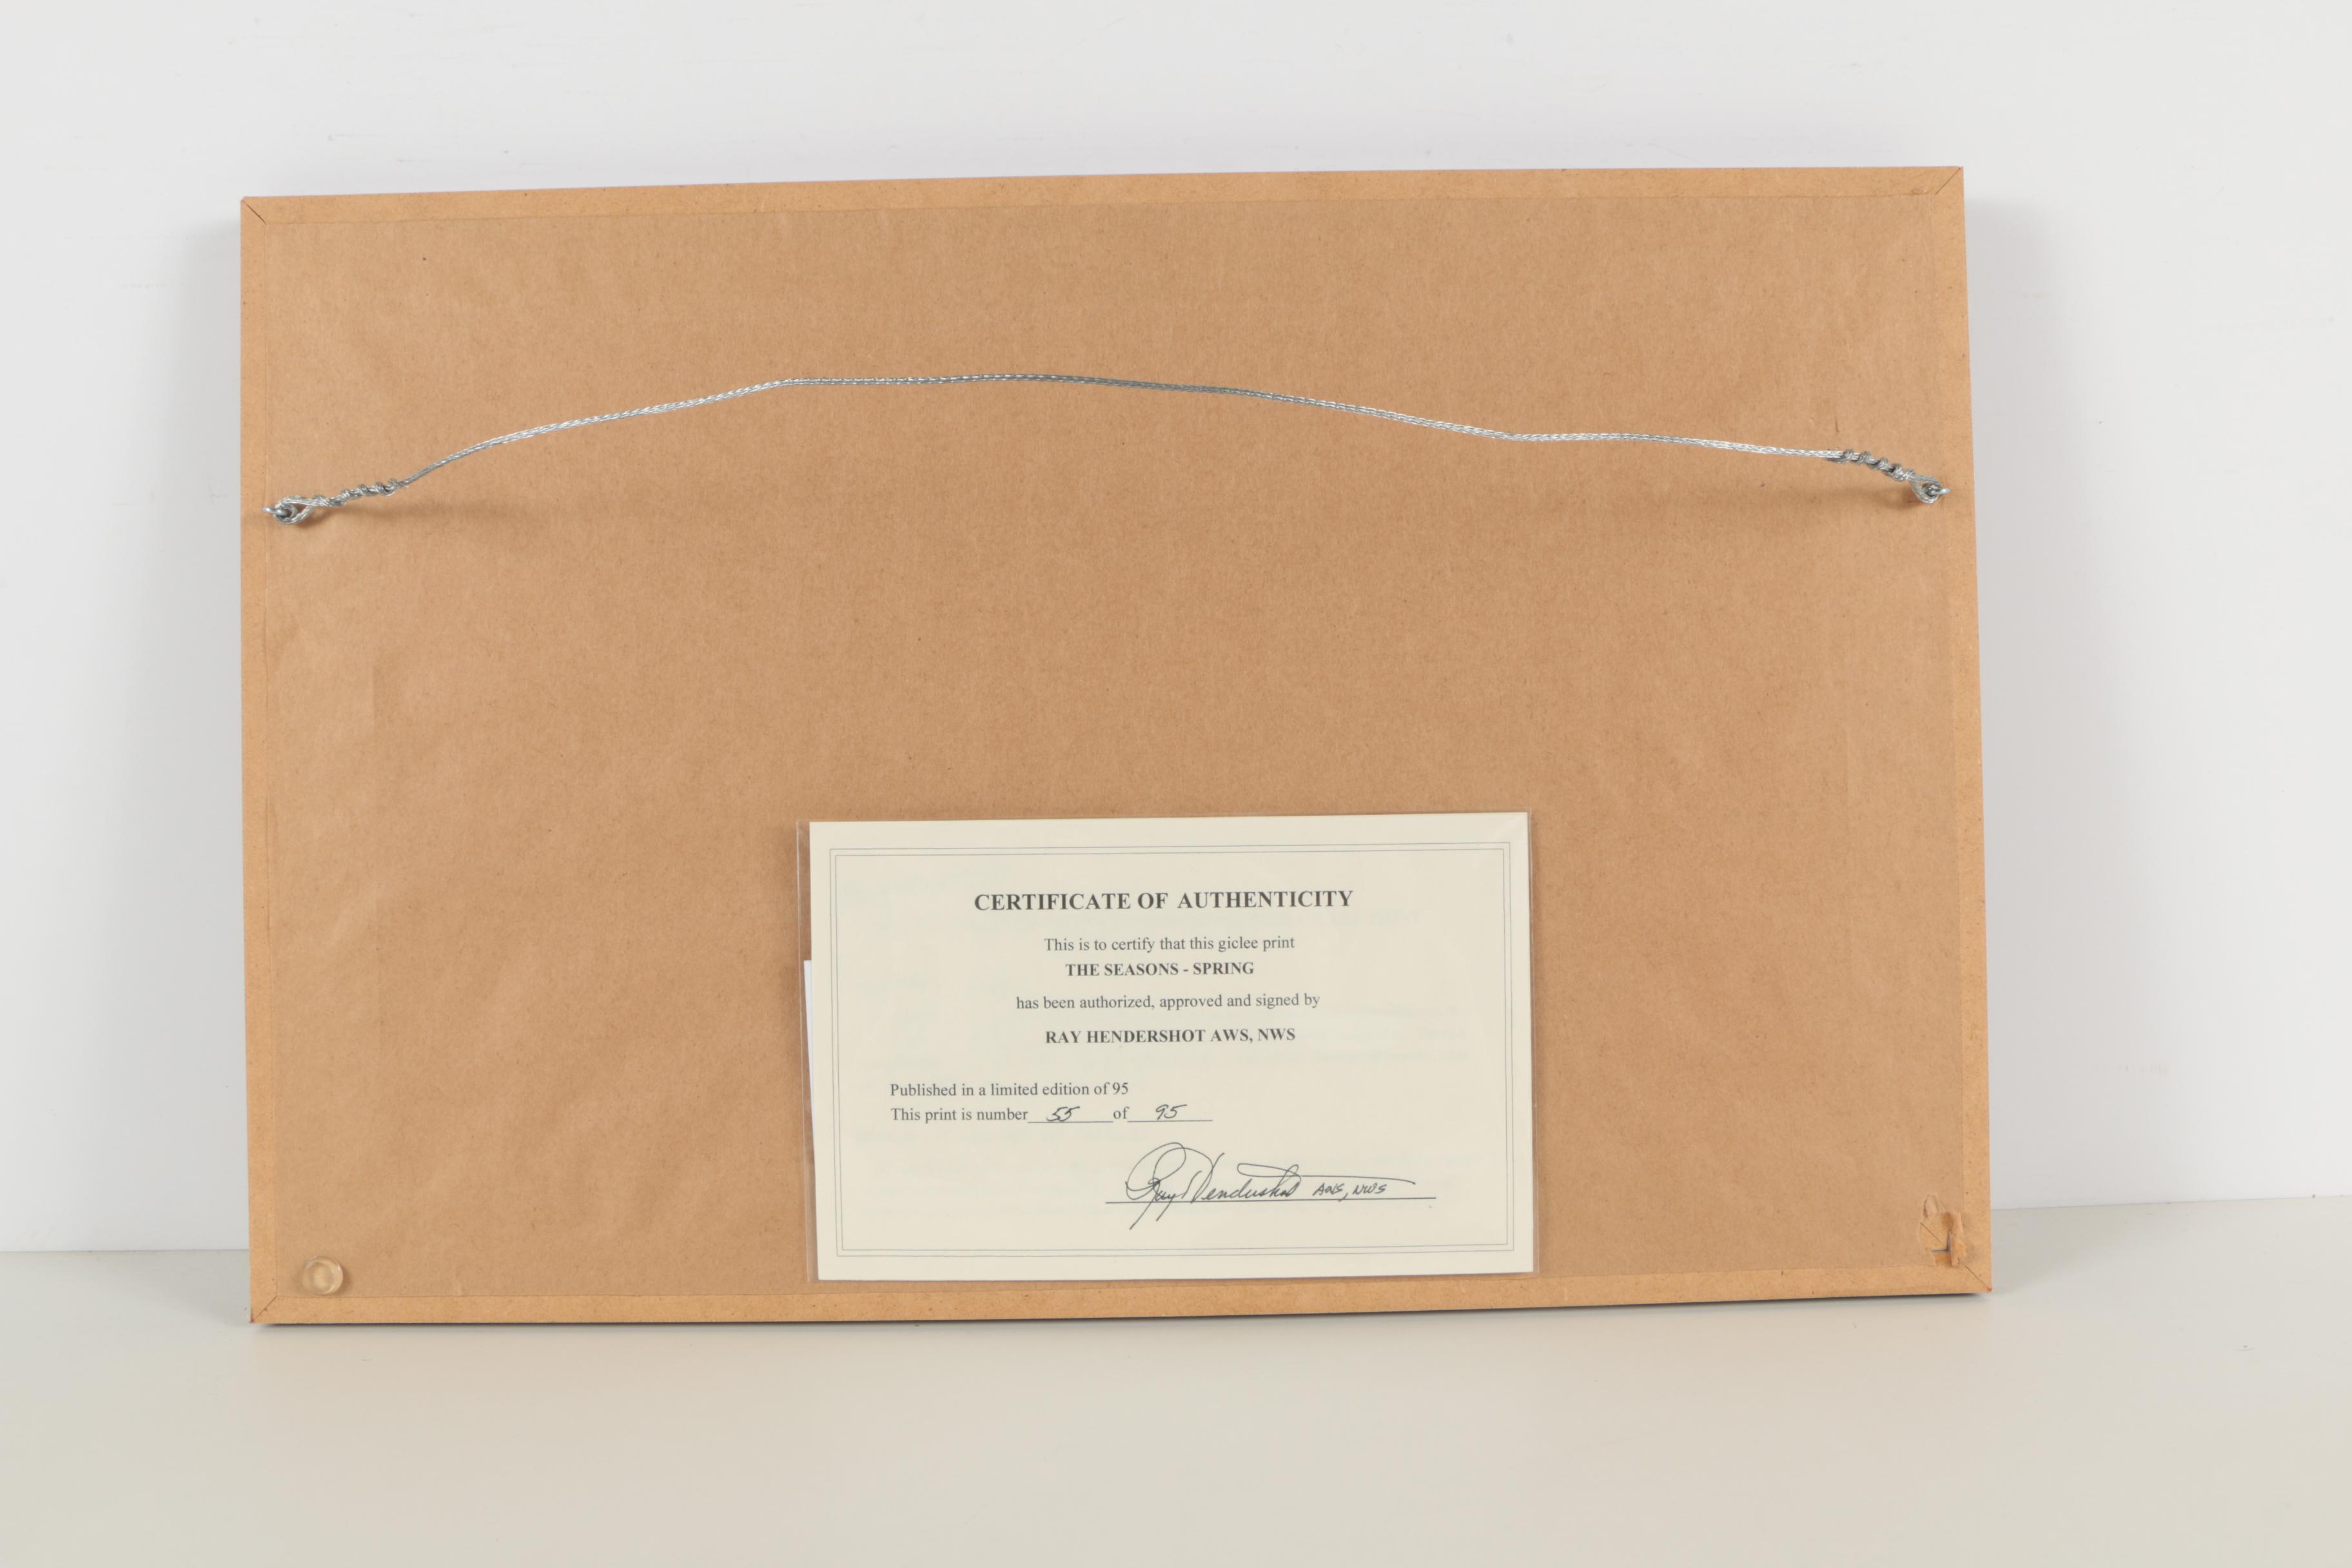 CERTIFICATE OF AUTHENTICITY
This is to certify that this giclee print
THE SEASONS - SPRING
has been authorized, approved and signed by
RAY HENDERSHOT AWS, NWS
Published in a limited edition of 95
This print is number 55 of 95
Ray Hendershot AWS, NWS